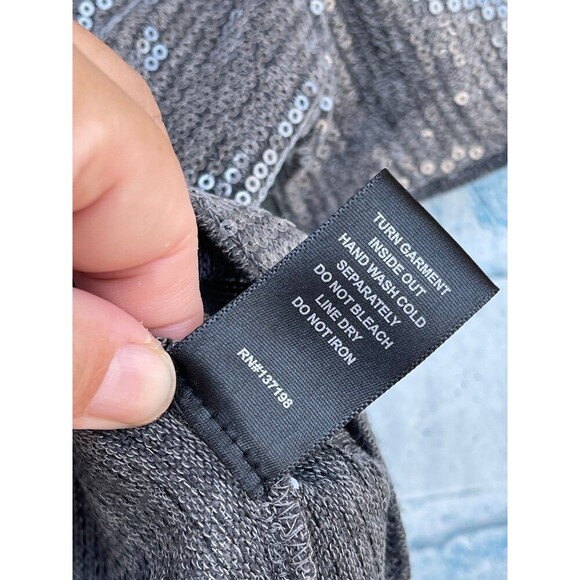 TURN GARMENT
INSIDE OUT
HAND WASH COLD
SEPARATELY
DO NOT BLEACH
LINE DRY
DO NOT IRON
RN#137198